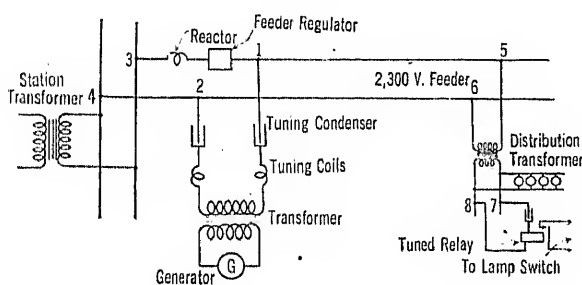 Feeder Regulator
Reactor
3
1
5
Station
Transformer
4
2
2,300 V. Feeder
6
Tuning Condenser
Distribution
Transformer
Tuning Coils
Transformer
8 7
Tuned Relay
To Lamp Switch
Generator
G